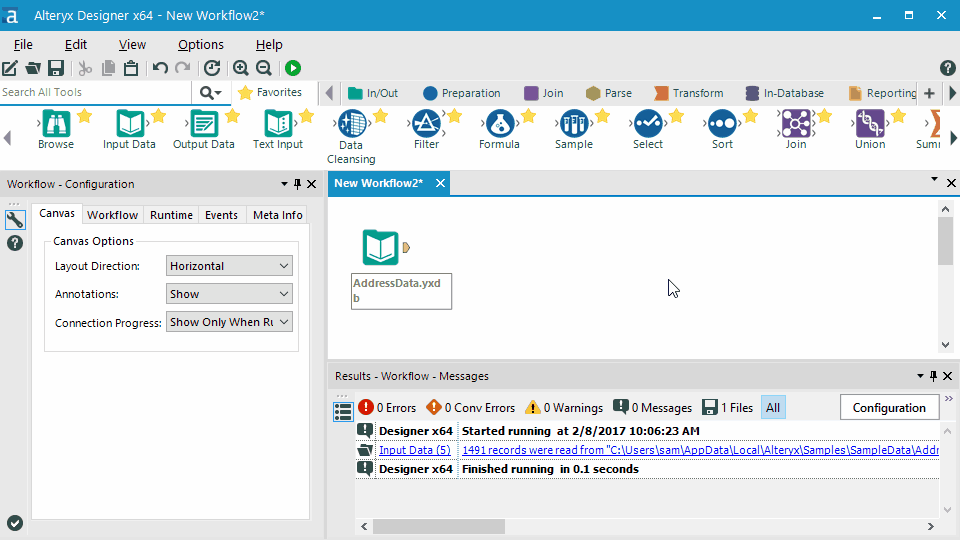 Alteryx Designer x64 - New Workflow2*
File Edit View Options Help
Search All Tools
Favorites
In/Out Preparation Join Parse Transform In-Database Reporting
Browse Input Data Output Data Text Input Data Cleansing Filter Formula Sample Select Sort Join Union Sum
Workflow - Configuration
New Workflow2*
Canvas Workflow Runtime Events Meta Info
Canvas Options
Layout Direction: Horizontal
Annotations: Show
Connection Progress: Show Only When Ru
AddressData.yxd
b
Results - Workflow - Messages
0 Errors 0 Conv Errors 0 Warnings 0 Messages 1 Files All Configuration
Designer x64 Started running at 2/8/2017 10:06:23 AM
Input Data (5) 1491 records were read from "C:\Users\sam\AppData\Local\Alteryx\Samples\SampleData\Addr
Designer x64 Finished running in 0.1 seconds